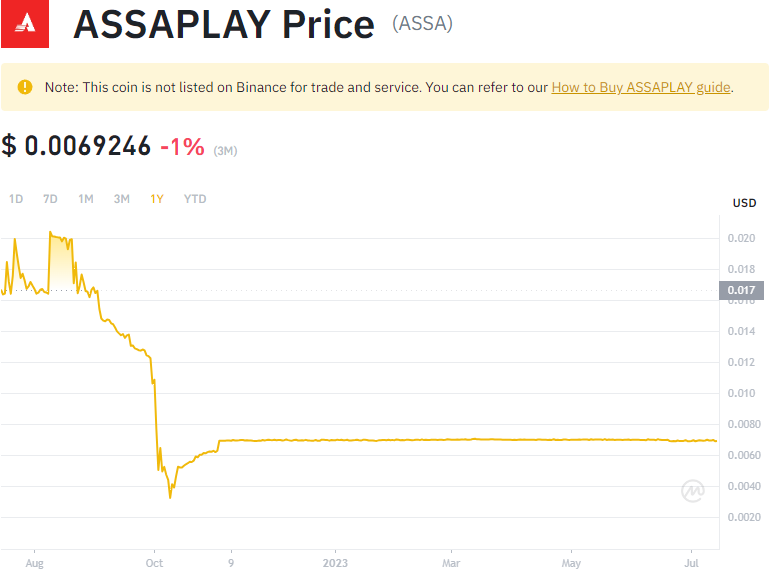 ASSAPLAY Price (ASSA)
Note: This coin is not listed on Binance for trade and service. You can refer to our How to Buy ASSAPLAY guide.
$ 0.0069246 -1% (3M)
1D 7D 1M 3M 1Y YTD
USD
0.020
0.018
0.017
0.016
0.014
0.012
0.010
0.0080
0.0060
0.0040
0.0020
Aug Oct 9 2023 Mar May Jul